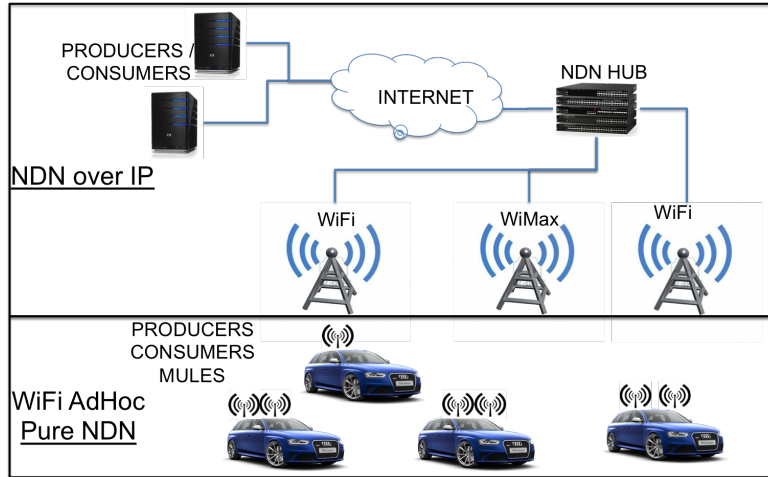 PRODUCERS /
CONSUMERS
INTERNET
NDN HUB
NDN over IP
WiFi
WiMax
WiFi
PRODUCERS
CONSUMERS
MULES
WiFi AdHoc
Pure NDN